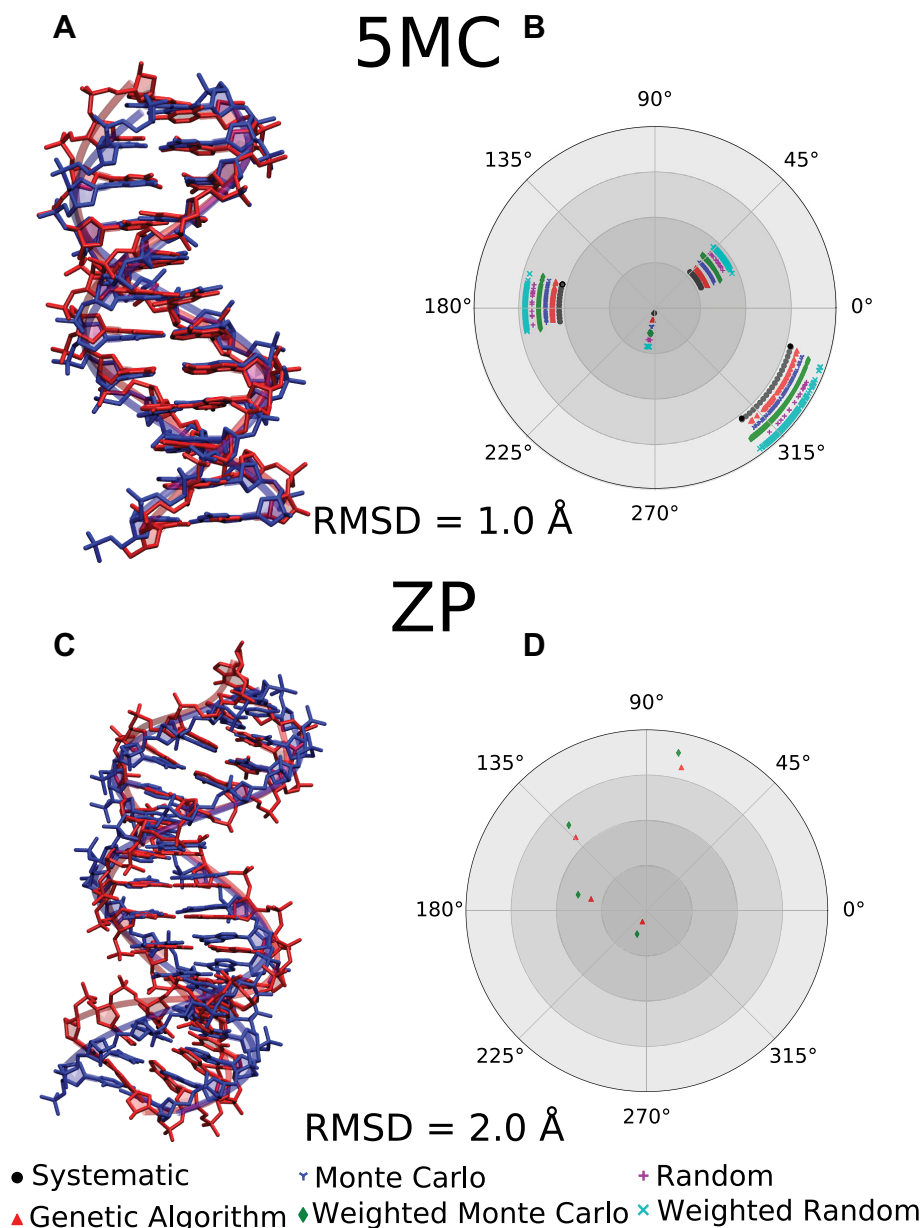 A
5MC
B
90°
135°
45°
180°
0°
225°
315°
270°
RMSD = 1.0 Å
ZP
C
D
90°
135°
45°
180°
0°
225°
315°
270°
RMSD = 2.0 Å
Systematic
Monte Carlo
Random
Genetic Algorithm
Weighted Monte Carlo
Weighted Random